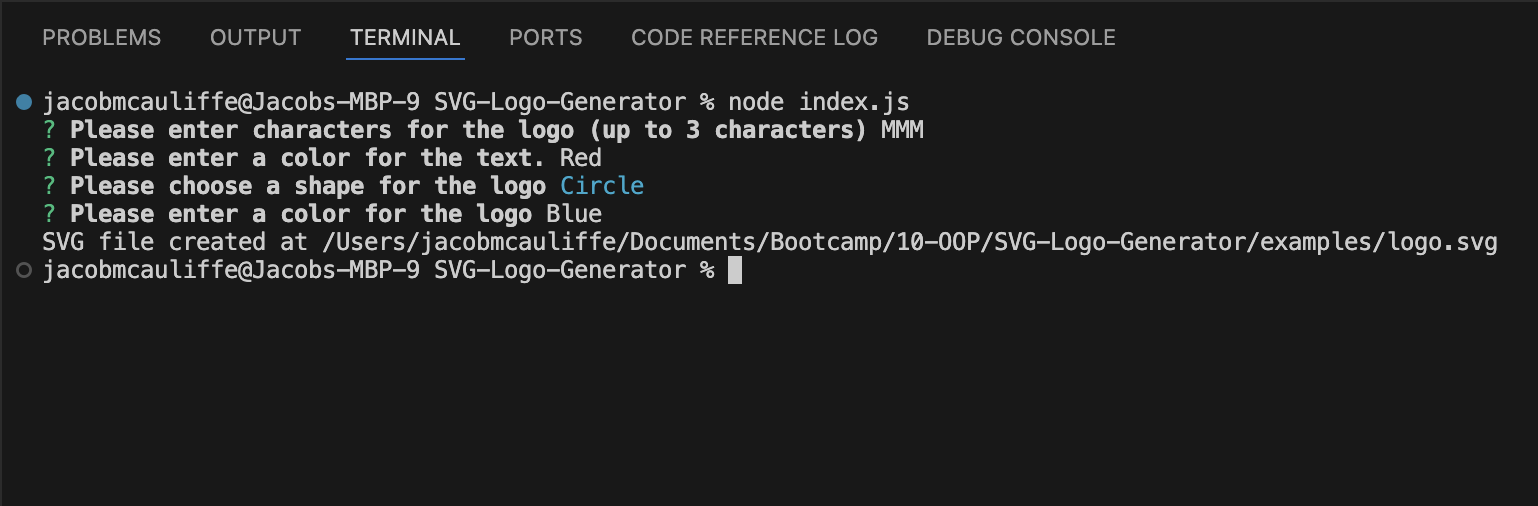 PROBLEMS OUTPUT TERMINAL PORTS CODE REFERENCE LOG DEBUG CONSOLE
jacobmcauliffe@Jacobs-MBP-9 SVG-Logo-Generator % node index.js
? Please enter characters for the logo (up to 3 characters) MMM
? Please enter a color for the text. Red
? Please choose a shape for the logo Circle
? Please enter a color for the logo Blue
SVG file created at /Users/jacobmcauliffe/Documents/Bootcamp/10-OOP/SVG-Logo-Generator/examples/logo.svg
jacobmcauliffe@Jacobs-MBP-9 SVG-Logo-Generator %